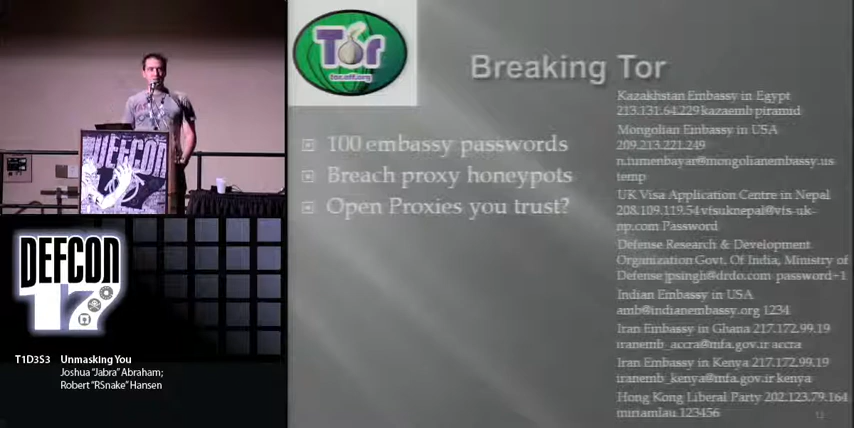 DEFCON
DEFCON
17
T1D3S3 Unmasking You
Joshua "Jabra" Abraham;
Robert "RSnake" Hansen
Tor
tor.eff.org
Breaking Tor
100 embassy passwords
Breach proxy honeypots
Open Proxies you trust?
Kazakhstan Embassy in Egypt
213.131.64.229 kazaemb piramid
Mongolian Embassy in USA
209.213.221.249
n.tumenbayar@mongolianembassy.us
temp
UK Visa Application Centre in Nepal
208.109.119.54 vfsuknepal@vfs-uk-
np.com Password
Defense Research & Development
Organization Govt. Of India, Ministry of
Defense jpsingh@drdo.com password+1
Indian Embassy in USA
amb@indianembassy.org 1234
Iran Embassy in Ghana 217.172.99.19
iranemb_accra@mfa.gov.ir accra
Iran Embassy in Kenya 217.172.99.19
iranemb_kenya@mfa.gov.ir kenya
Hong Kong Liberal Party 202.123.79.164
miriamlau 123456